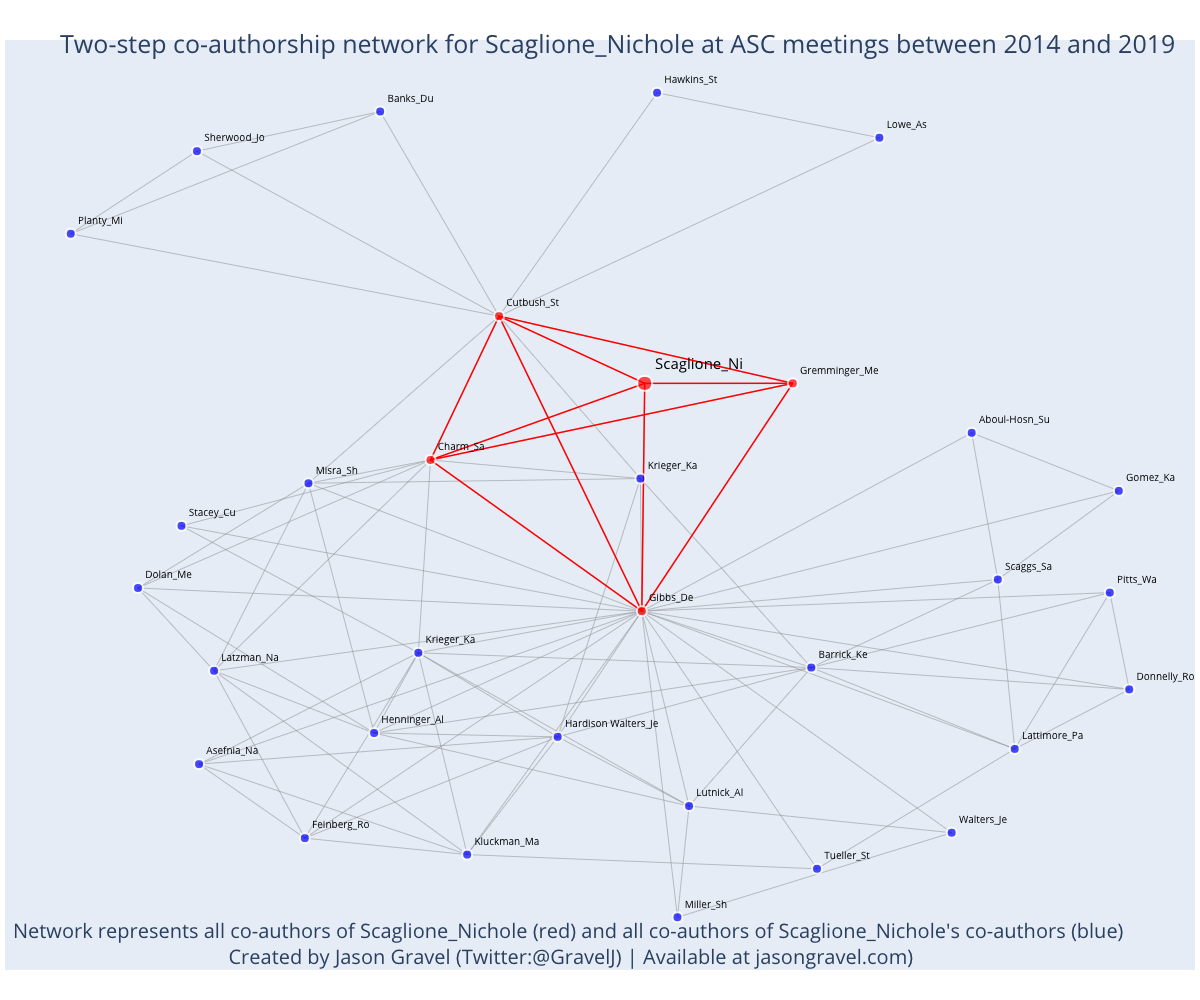 Two-step co-authorship network for Scaglione_Nichole at ASC meetings between 2014 and 2019
Hawkins_St
Banks_Du
Lowe_As
Sherwood_Jo
Planty_Mi
Cutbush_St
Scaglione_Ni
Gremminger_Me
Aboul-Hosn_Su
Charm_Sa
Krieger_Ka
Misra_Sh
Gomez_Ka
Stacey_Cu
Scaggs_Sa
Dolan_Me
Pitts_Wa
Gibbs_De
Krieger_Ka
Latzman_Na
Barrick_Ke
Donnelly_Ro
Henninger_Al
Hardison Walters_Je
Lattimore_Pa
Asefnia_Na
Lutnick_Al
Feinberg_Ro
Walters_Je
Kluckman_Ma
Tueller_St
Miller_Sh
Network represents all co-authors of Scaglione_Nichole (red) and all co-authors of Scaglione_Nichole's co-authors (blue)
Created by Jason Gravel (Twitter:@GravelJ) | Available at jasongravel.com)